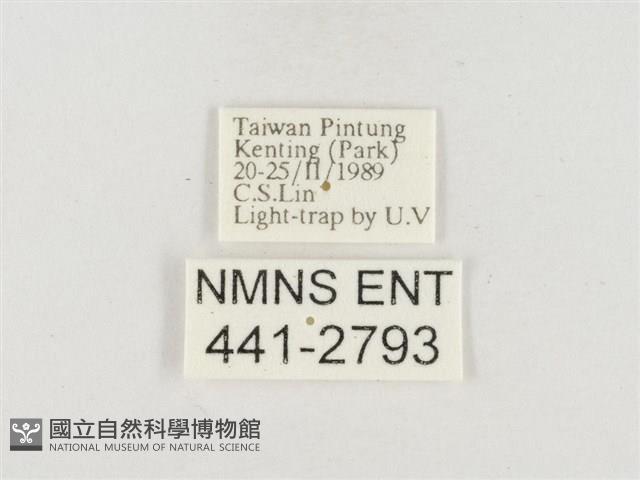 Taiwan Pintung
Kenting (Park)
20-25/II/1989
C.S.Lin
Light-trap by U.V
NMNS ENT
441-2793
國立自然科學博物館
NATIONAL MUSEUM OF NATURAL SCIENCE